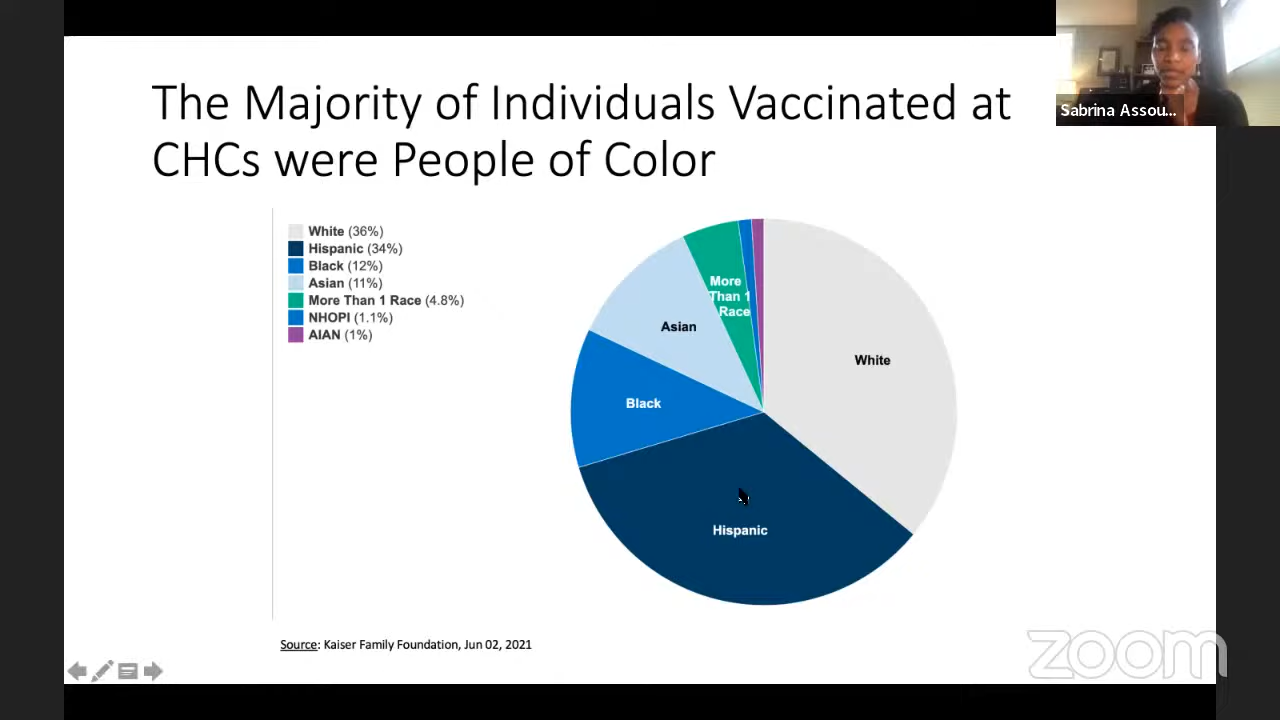 The Majority of Individuals Vaccinated at
CHCs were People of Color
Sabrina Assou...
White (36%)
Hispanic (34%)
Black (12%)
Asian (11%)
More Than 1 Race (4.8%)
NHOPI (1.1%)
AIAN (1%)
More
Than 1
Race
Asian
White
Black
Hispanic
Source: Kaiser Family Foundation, Jun 02, 2021
zoom